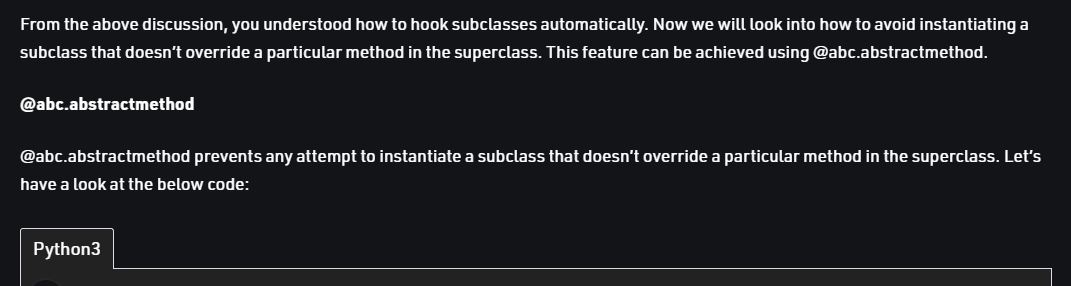 From the above discussion, you understood how to hook subclasses automatically. Now we will look into how to avoid instantiating a
subclass that doesn’t override a particular method in the superclass. This feature can be achieved using @abc.abstractmethod.
@abc.abstractmethod
@abc.abstractmethod prevents any attempt to instantiate a subclass that doesn’t override a particular method in the superclass. Let’s
have a look at the below code:
Python3